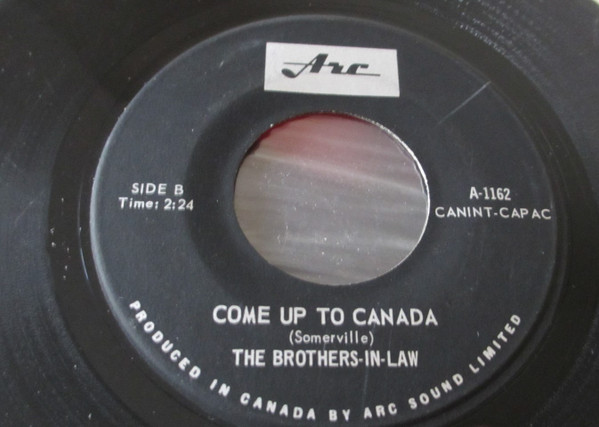 Arc
SIDE B
Time: 2:24
A-1162
CANINT-CAPAC
COME UP TO CANADA
(Somerville)
THE BROTHERS-IN-LAW
PRODUCED IN CANADA BY ARC SOUND LIMITED